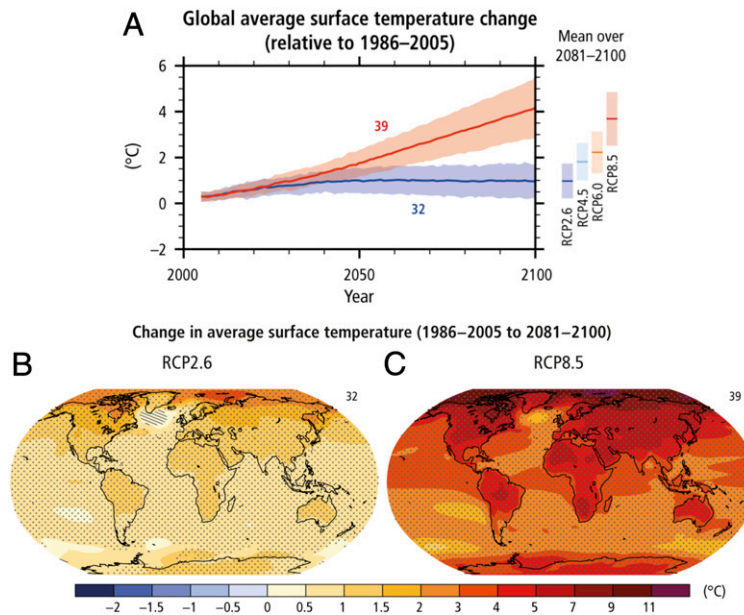 A
Global average surface temperature change
(relative to 1986–2005)
Mean over
2081–2100
6
4
2
0
−2
(°C)
39
32
2000
2050
2100
Year
RCP2.6
RCP4.5
RCP6.0
RCP8.5
Change in average surface temperature (1986–2005 to 2081–2100)
B
RCP2.6
32
C
RCP8.5
39
(°C)
−2 −1.5 −1 −0.5 0 0.5 1 1.5 2 3 4 5 7 9 11